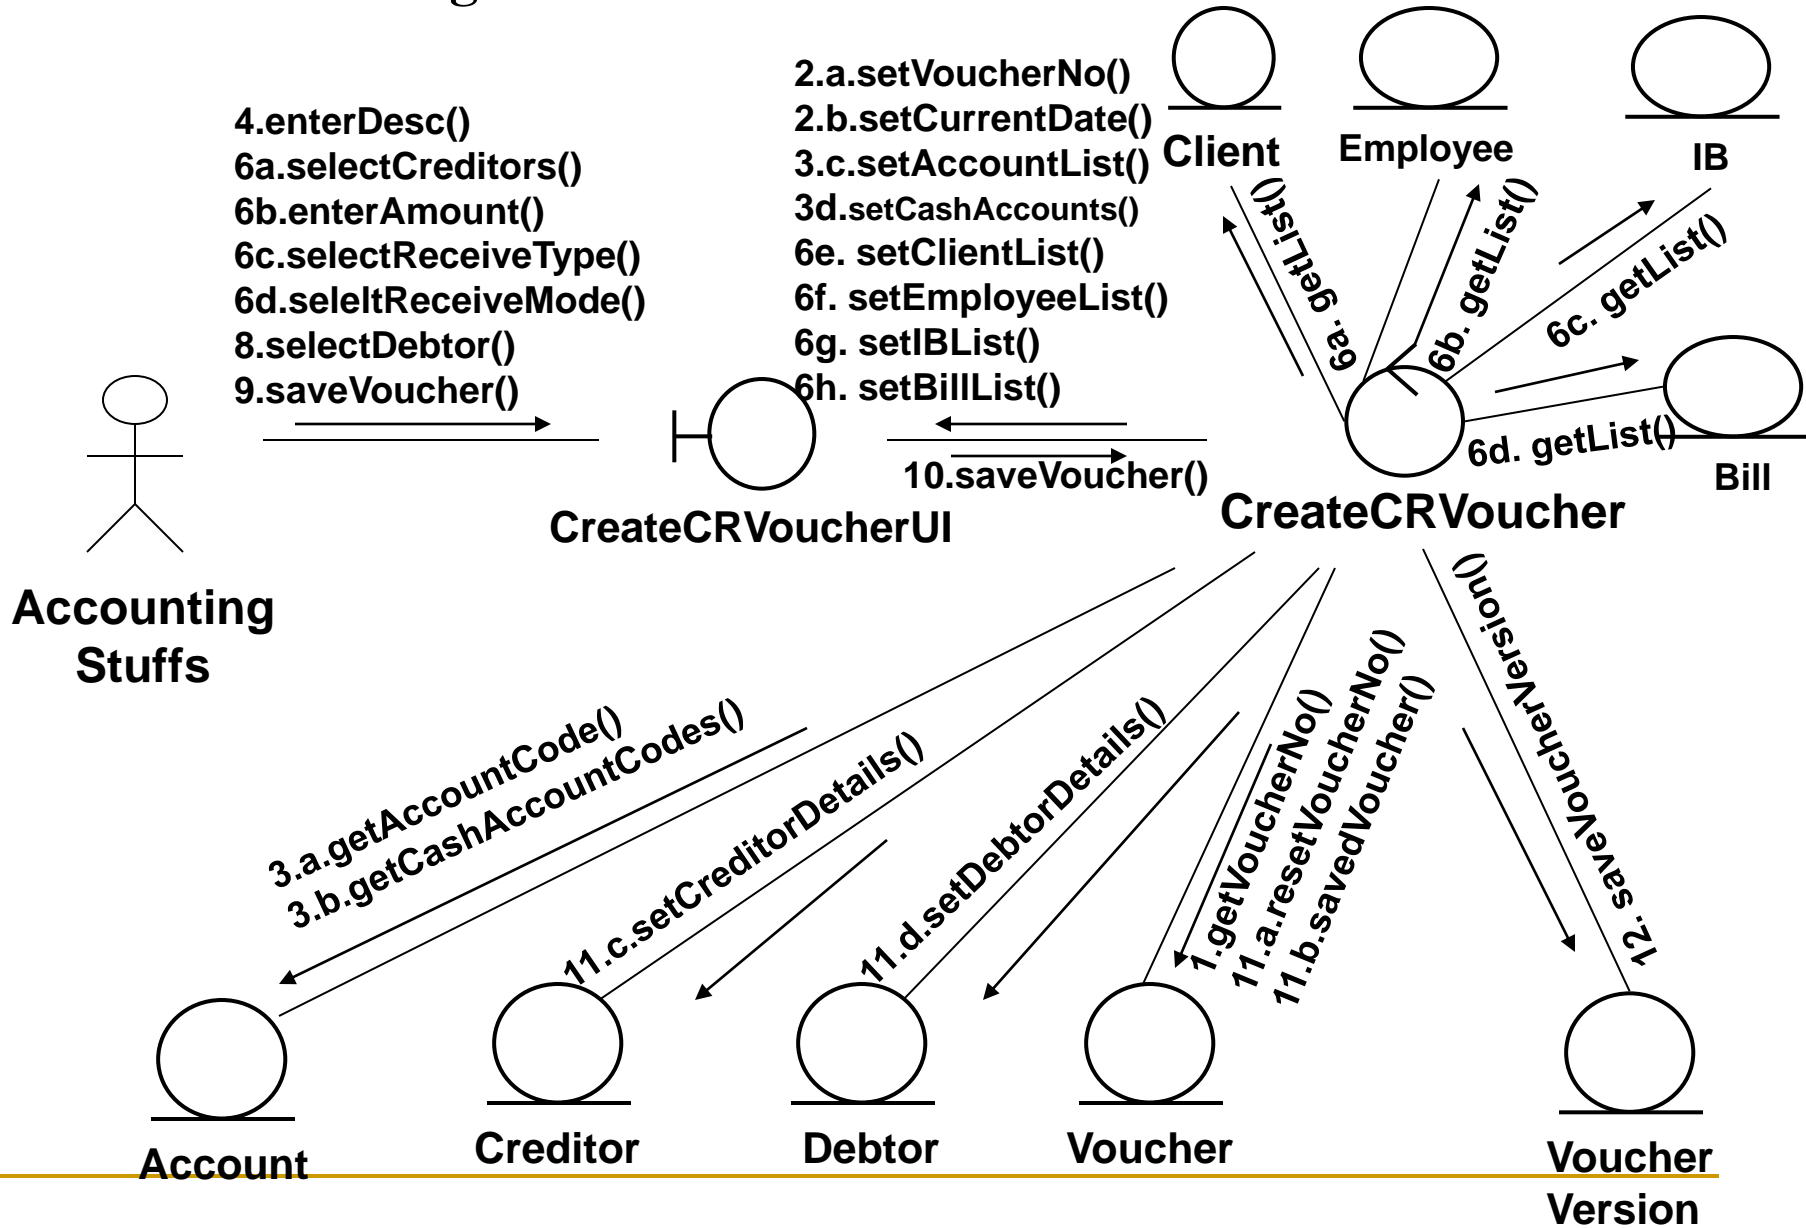 4.enterDesc()
6a.selectCreditors()
6b.enterAmount()
6c.selectReceiveType()
6d.seleltReceiveMode()
8.selectDebtor()
9.saveVoucher()
2.a.setVoucherNo()
2.b.setCurrentDate()
3.c.setAccountList()
3d.setCashAccounts()
6e. setClientList()
6f. setEmployeeList()
6g. setIBList()
6h. setBillList()
10.saveVoucher()
Client
Employee
IB
Bill
6a. getList()
6b. getList()
6c. getList()
6d. getList()
Accounting
Stuffs
CreateCRVoucherUI
CreateCRVoucher
3.a.getAccountCode()
3.b.getCashAccountCodes()
11.c.setCreditorDetails()
11.d.setDebtorDetails()
1.getVoucherNo()
11.a.resetVoucherNo()
11.b.savedVoucher()
12. saveVoucherVersion()
Account
Creditor
Debtor
Voucher
Voucher
Version